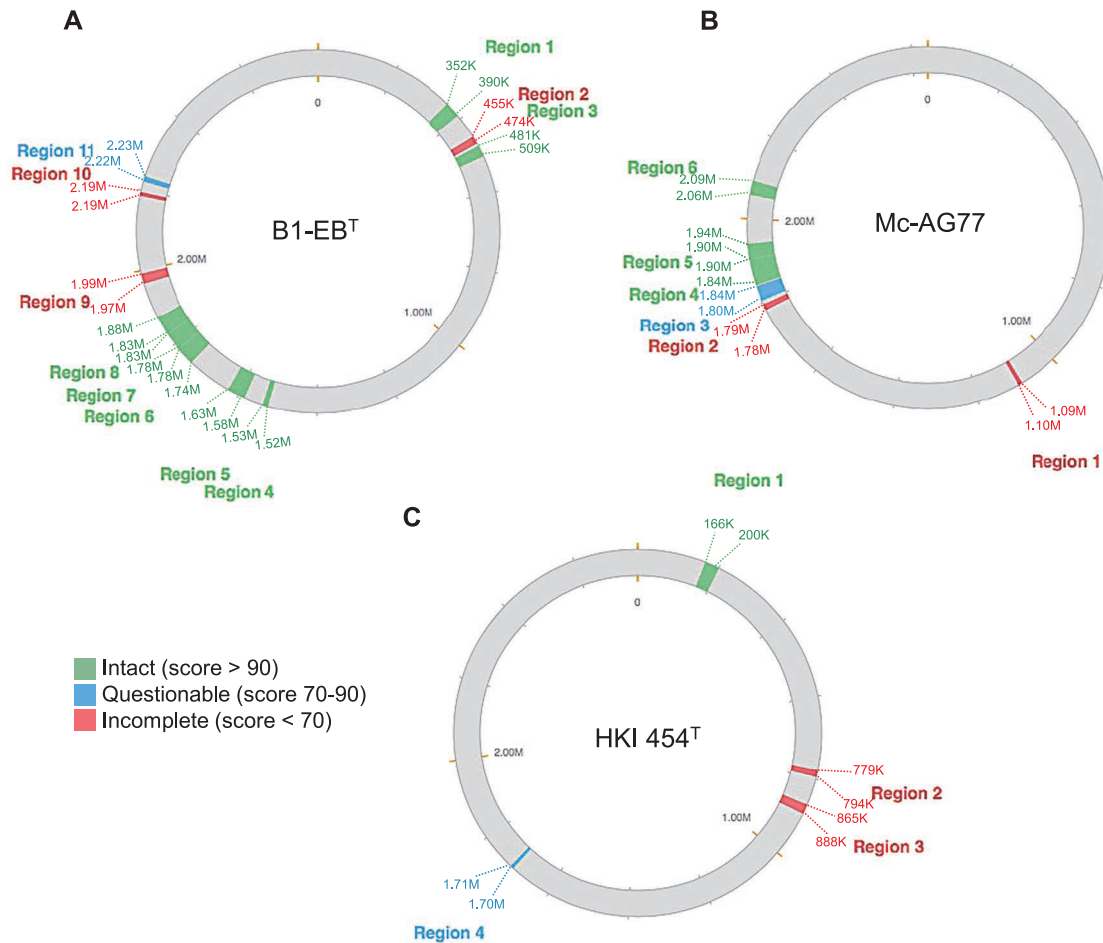 A
Region 1
352K
390K
0
Region 2
455K
Region 3
474K
481K
509K
2.23M
Region 11
2.22M
Region 10
2.19M
2.19M
B1-EBᵀ
2.00M
1.99M
Region 9
1.97M
1.00M
1.88M
1.83M
1.83M
1.78M
Region 8
1.78M
1.74M
Region 7
Region 6
1.63M
1.58M
1.53M
1.52M
Region 5
Region 4
B
0
Region 6
2.09M
2.06M
2.00M
Mc-AG77
1.94M
1.90M
Region 5
1.90M
1.84M
Region 4
1.84M
1.80M
Region 3
1.79M
Region 2
1.78M
1.00M
1.09M
1.10M
Region 1
C
Region 1
166K
200K
0
Intact (score > 90)
Questionable (score 70-90)
Incomplete (score < 70)
HKI 454ᵀ
2.00M
779K
Region 2
794K
865K
1.00M
888K
Region 3
1.71M
1.70M
Region 4